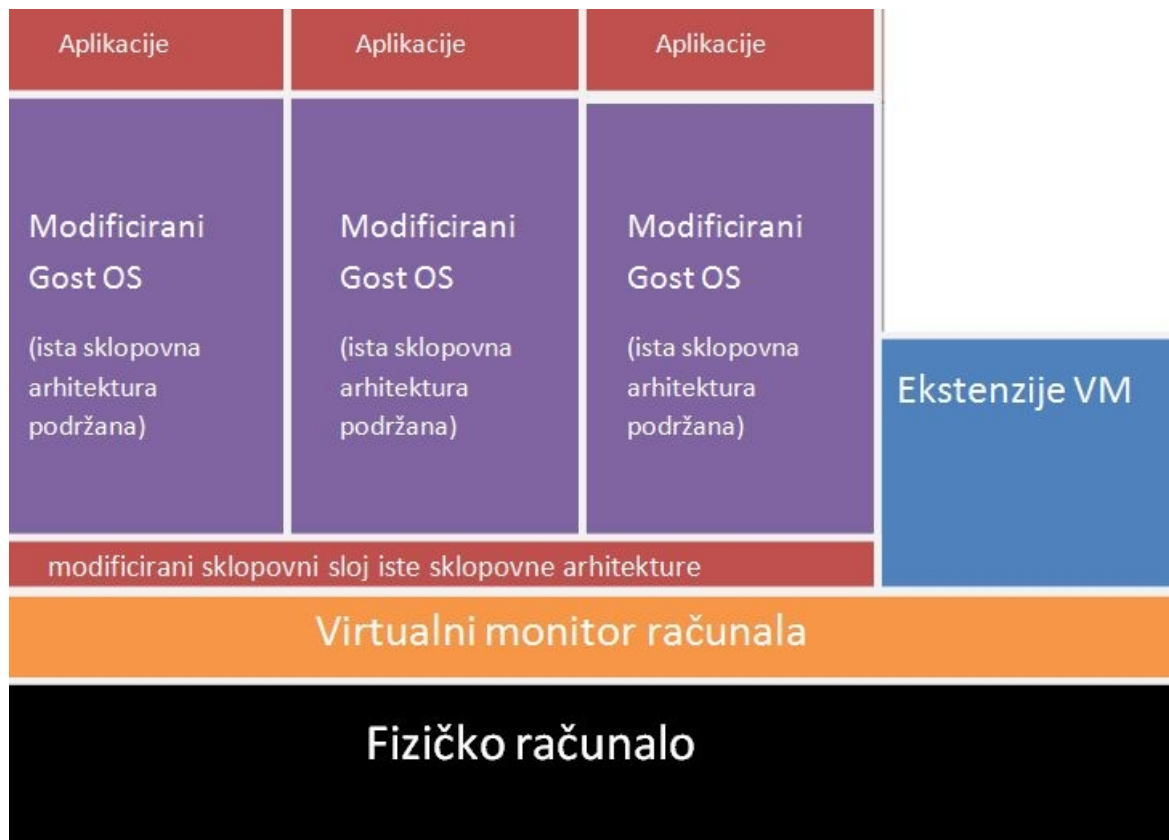 Aplikacije
Aplikacije
Aplikacije
Modificirani
Gost OS
(ista sklopovna
arhitektura
podržana)
Modificirani
Gost OS
(ista sklopovna
arhitektura
podržana)
Modificirani
Gost OS
(ista sklopovna
arhitektura
podržana)
Ekstenzije VM
modificirani sklopovni sloj iste sklopovne arhitekture
Virtualni monitor računala
Fizičko računalo